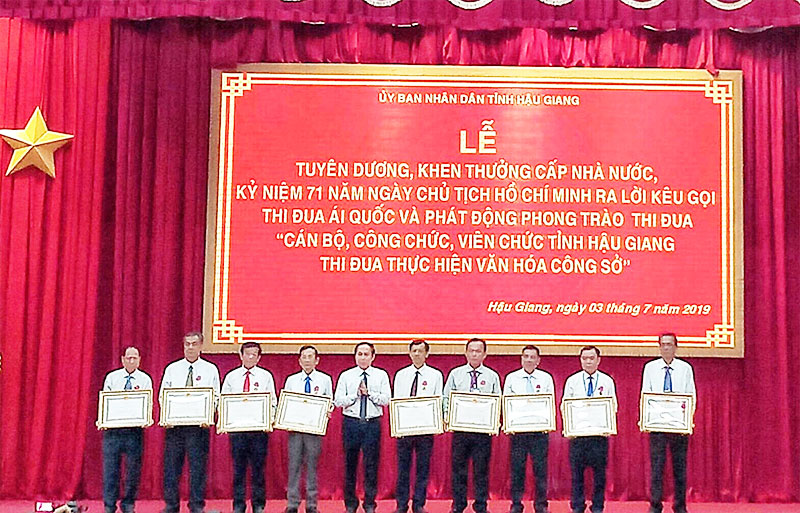 ỦY BAN NHÂN DÂN TỈNH HẬU GIANG
LỄ
TUYÊN DƯƠNG, KHEN THƯỞNG CẤP NHÀ NƯỚC,
KỶ NIỆM 71 NĂM NGÀY CHỦ TỊCH HỒ CHÍ MINH RA LỜI KÊU GỌI
THI ĐUA ÁI QUỐC VÀ PHÁT ĐỘNG PHONG TRÀO THI ĐUA
“CÁN BỘ, CÔNG CHỨC, VIÊN CHỨC TỈNH HẬU GIANG
THI ĐUA THỰC HIỆN VĂN HÓA CÔNG SỞ”
Hậu Giang, ngày 03 tháng 7 năm 2019